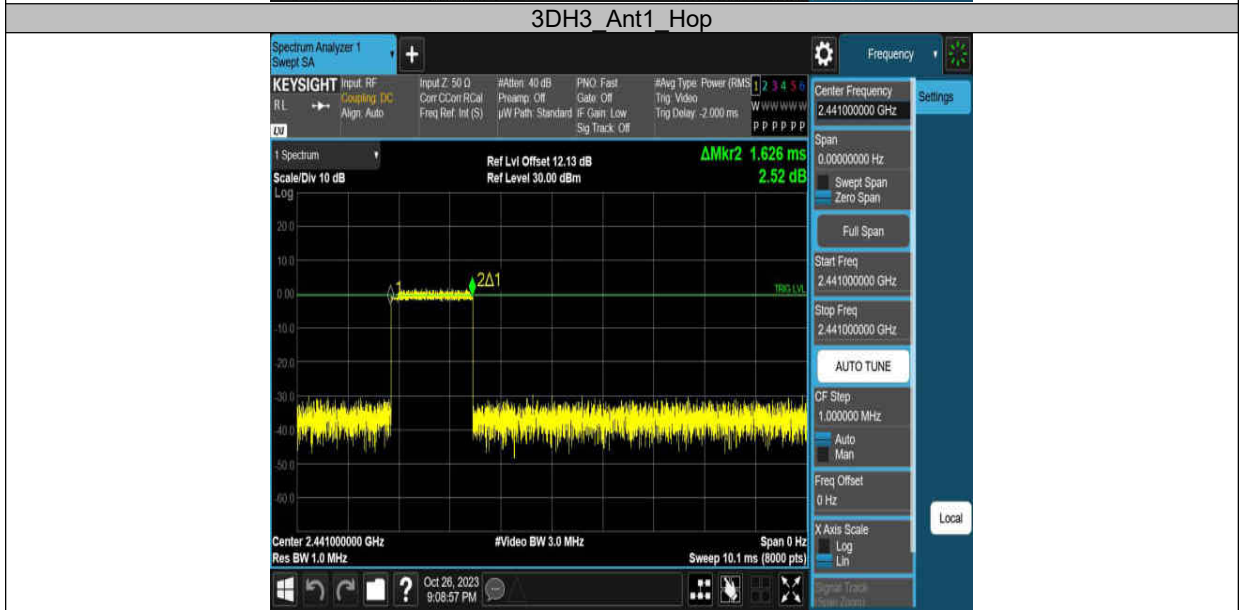 3DH3_Ant1_Hop
Spectrum Analyzer 1
Swept SA
+
Frequency
KEYSIGHT
RL
LXI
Input: RF
Coupling: DC
Align: Auto
Input Z: 50 Ω
Corr CCorr RCal
Freq Ref: Int (S)
#Atten: 40 dB
Preamp: Off
µW Path: Standard
PNO: Fast
Gate: Off
IF Gain: Low
Sig Track: Off
#Avg Type: Power (RMS
Trig: Video
Trig Delay: -2.000 ms
1 2 3 4 5 6
W W W W W W
P P P P P P
1 Spectrum
Scale/Div 10 dB
Log
Ref Lvl Offset 12.13 dB
Ref Level 30.00 dBm
ΔMkr2 1.626 ms
2.52 dB
20.0
10.0
0.00
-10.0
-20.0
-30.0
-40.0
-50.0
-60.0
1
2Δ1
TRIG LVL
Center 2.441000000 GHz
Res BW 1.0 MHz
#Video BW 3.0 MHz
Span 0 Hz
Sweep 10.1 ms (8000 pts)
Center Frequency
2.441000000 GHz
Span
0.00000000 Hz
Swept Span
Zero Span
Full Span
Start Freq
2.441000000 GHz
Stop Freq
2.441000000 GHz
AUTO TUNE
CF Step
1.000000 MHz
Auto
Man
Freq Offset
0 Hz
X Axis Scale
Log
Lin
Signal Track
(Span Zoom)
Settings
Local
?
Oct 26, 2023
9:08:57 PM